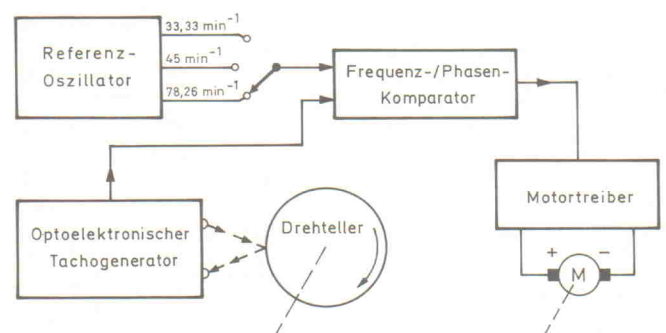 Referenz-
Oszillator
33,33 min⁻¹
45 min⁻¹
78,26 min⁻¹
Frequenz-/Phasen-
Komparator
Optoelektronischer
Tachogenerator
Drehteller
Motortreiber
+ −
M